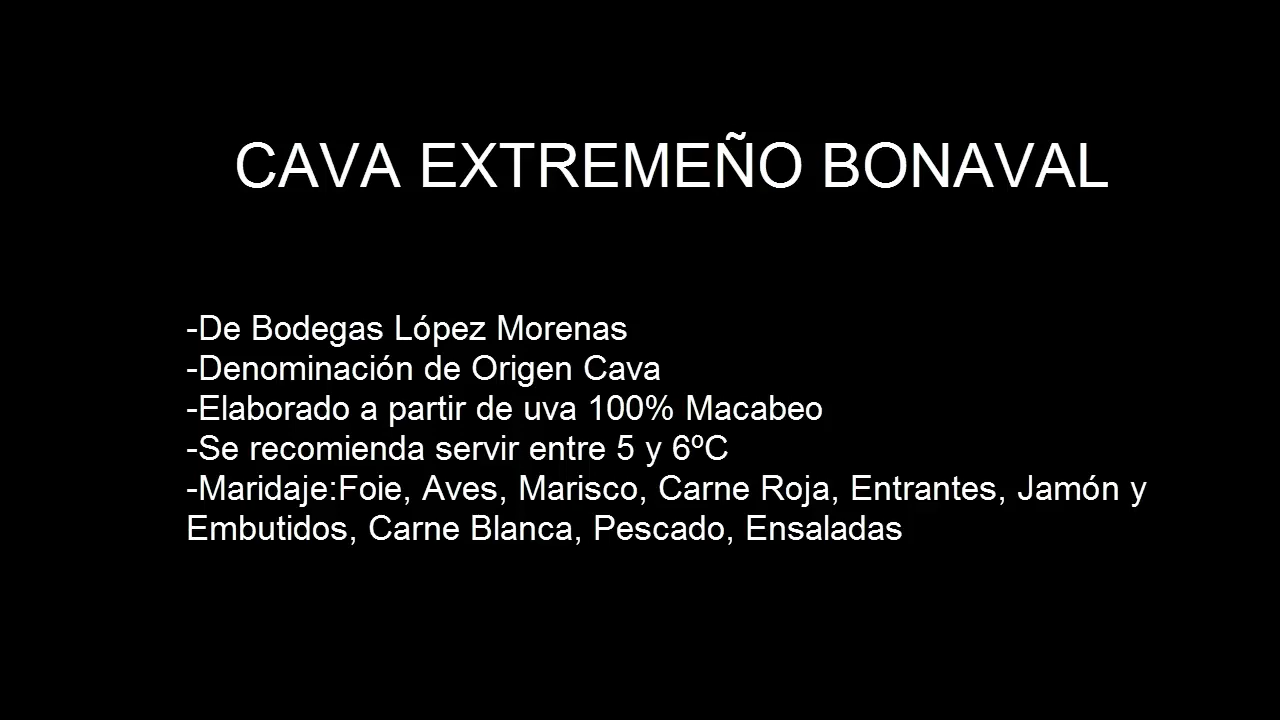 CAVA EXTREMEÑO BONAVAL
-De Bodegas López Morenas
-Denominación de Origen Cava
-Elaborado a partir de uva 100% Macabeo
-Se recomienda servir entre 5 y 6ºC
-Maridaje:Foie, Aves, Marisco, Carne Roja, Entrantes, Jamón y
Embutidos, Carne Blanca, Pescado, Ensaladas